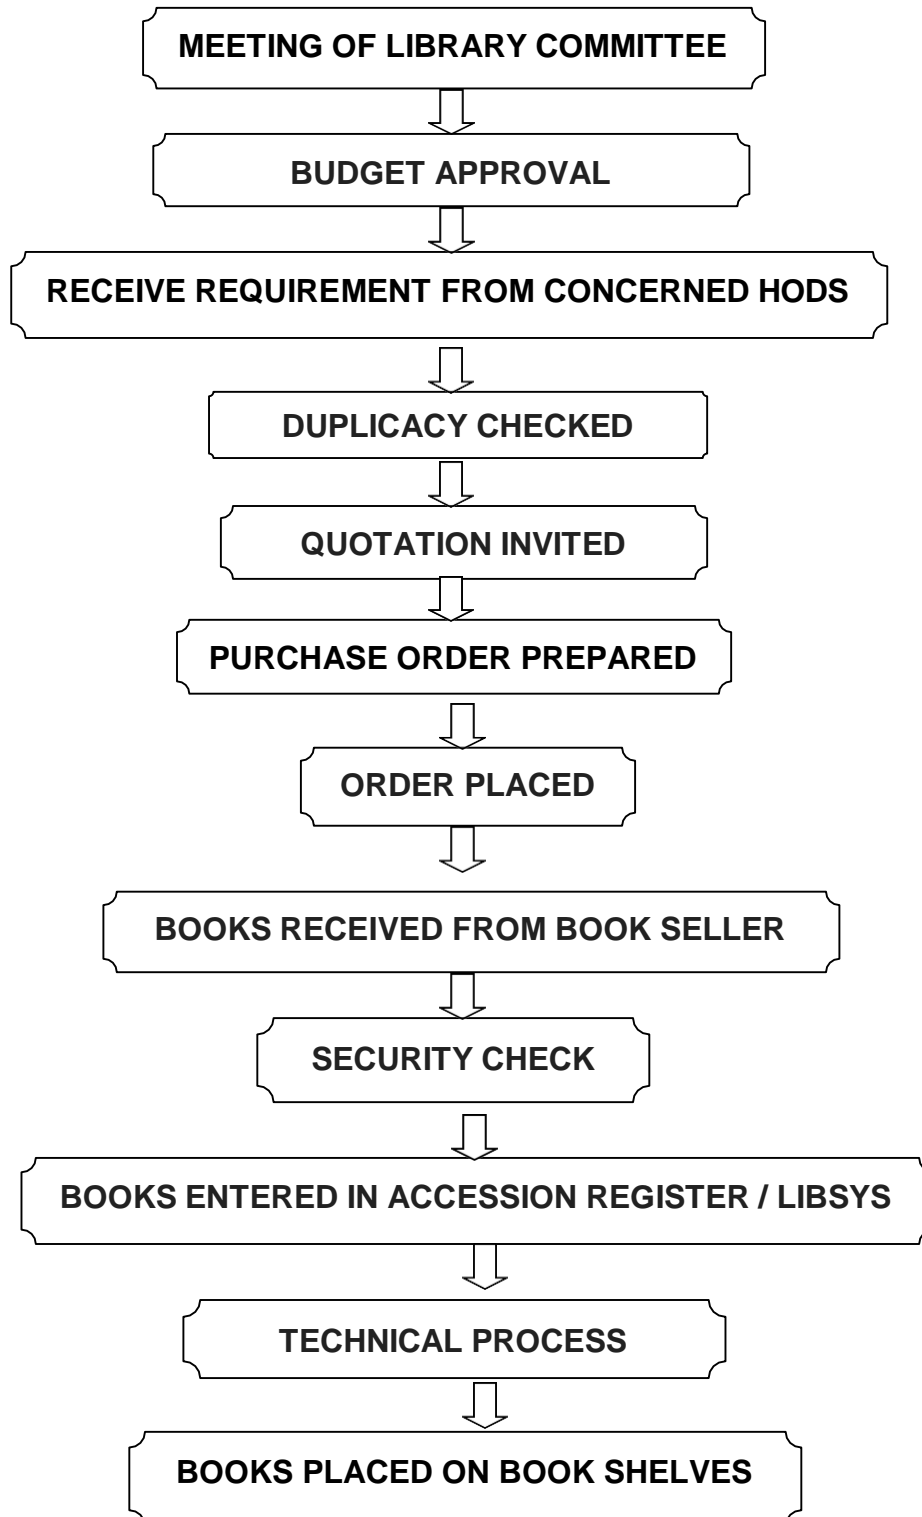 MEETING OF LIBRARY COMMITTEE
BUDGET APPROVAL
RECEIVE REQUIREMENT FROM CONCERNED HODS
DUPLICACY CHECKED
QUOTATION INVITED
PURCHASE ORDER PREPARED
ORDER PLACED
BOOKS RECEIVED FROM BOOK SELLER
SECURITY CHECK
BOOKS ENTERED IN ACCESSION REGISTER / LIBSYS
TECHNICAL PROCESS
BOOKS PLACED ON BOOK SHELVES